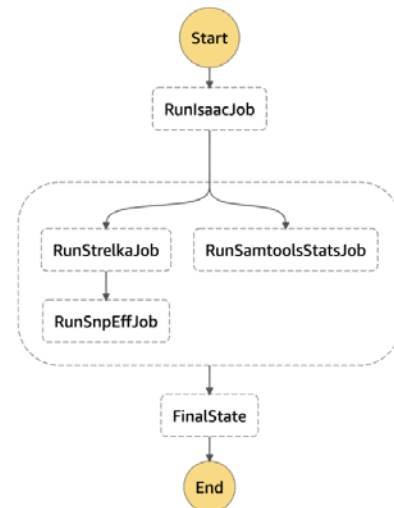 Start
RunIsaacJob
RunStrelkaJob
RunSamtoolsStatsJob
RunSnpEffJob
FinalState
End